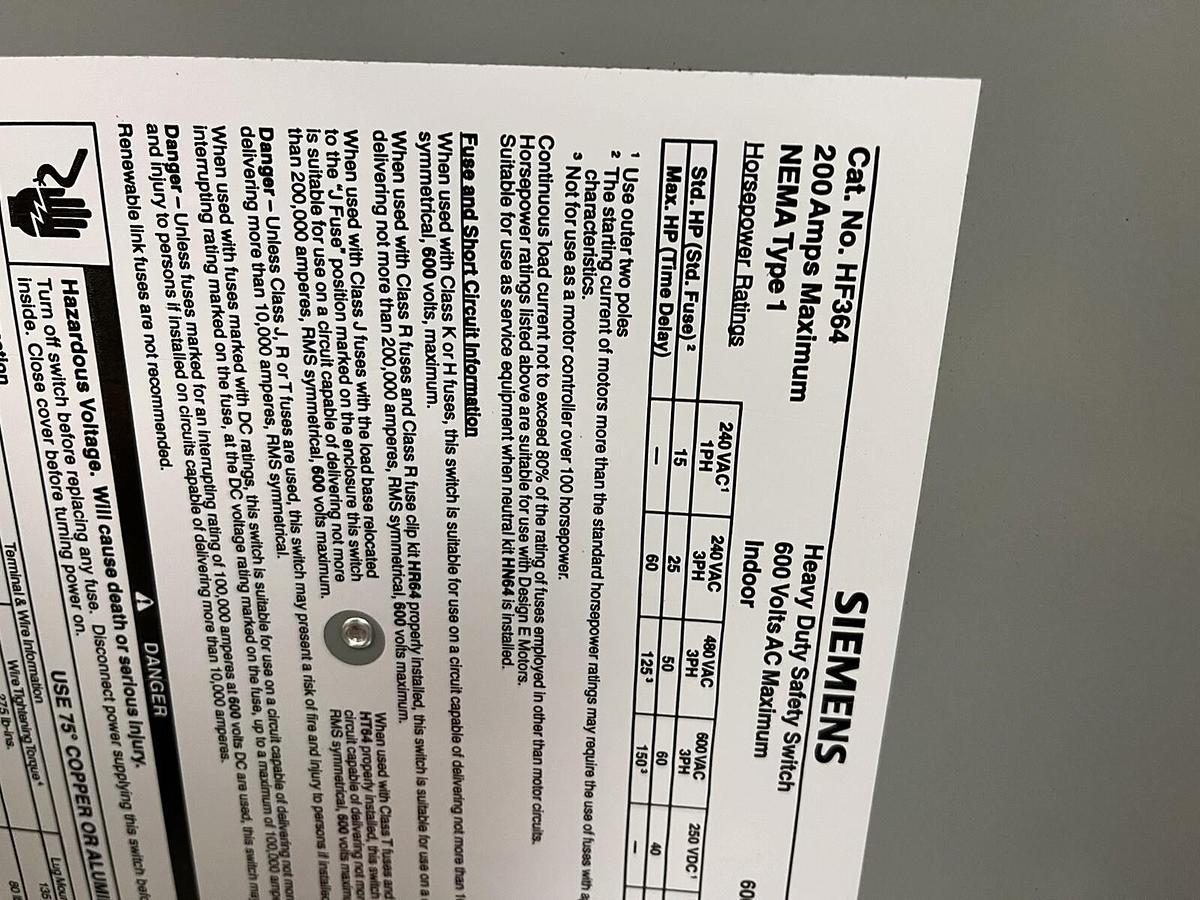 SIEMENS
Cat. No. HF364
Heavy Duty Safety Switch
200 Amps Maximum
600 Volts AC Maximum
NEMA Type 1
Indoor
Horsepower Ratings
240 VAC¹ 1PH 240 VAC 3PH 480 VAC 3PH 600 VAC 3PH 250 VDC¹
Std. HP (Std. Fuse) ² 15 25 50 60 40
Max. HP (Time Delay) — 60 125³ 150³ —
¹ Use outer two poles
² The starting current of motors more than the standard horsepower ratings may require the use of fuses with
characteristics.
³ Not for use as a motor controller over 100 horsepower.
Continuous load current not to exceed 80% of the rating of fuses employed in other than motor circuits.
Horsepower ratings listed above are suitable for use with Design E Motors.
Suitable for use as service equipment when neutral kit HN64 is installed.
Fuse and Short Circuit Information
When used with Class K or H fuses, this switch is suitable for use on a circuit capable of delivering not more than
symmetrical, 600 volts, maximum.
When used with Class R fuses and Class R fuse clip kit HR64 properly installed, this switch is suitable for use on a
delivering not more than 200,000 amperes, RMS symmetrical, 600 volts maximum.
When used with Class J fuses with the load base relocated
to the "J Fuse" position marked on the enclosure this switch
is suitable for use on a circuit capable of delivering not more
than 200,000 amperes, RMS symmetrical, 600 volts maximum.
When used with Class T fuses and
HT64 properly installed, this switch
circuit capable of delivering not mor
RMS symmetrical, 600 volts maxim
Danger – Unless Class J, R or T fuses are used, this switch may present a risk of fire and injury to persons if installed
delivering more than 10,000 amperes, RMS symmetrical.
When used with fuses marked with DC ratings, this switch is suitable for use on a circuit capable of delivering not mor
interrupting rating marked on the fuse, at the DC voltage rating marked on the fuse, up to a maximum of 100,000 amp
Danger – Unless fuses marked for an interrupting rating of 100,000 amperes at 600 volts DC are used, this switch ma
and injury to persons if installed on circuits capable of delivering more than 10,000 amperes.
Renewable link fuses are not recommended.
DANGER
Hazardous Voltage. Will cause death or serious injury.
Turn off switch before replacing any fuse. Disconnect power supplying this switch
inside. Close cover before turning power on.
USE 75° COPPER OR ALUMI
Terminal & Wire Information
Wire Tightening Torque⁴
275 lb-ins.
Lug Mou